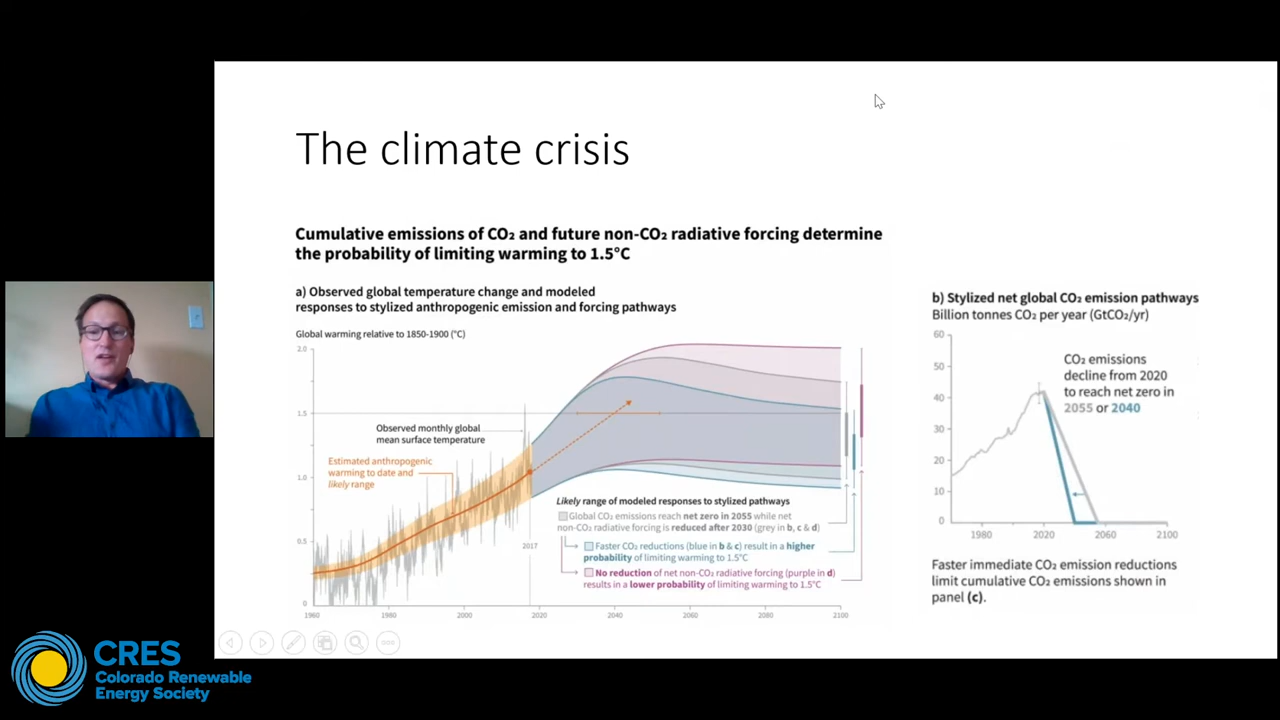 The climate crisis
Cumulative emissions of CO₂ and future non-CO₂ radiative forcing determine
the probability of limiting warming to 1.5°C
a) Observed global temperature change and modeled
responses to stylized anthropogenic emission and forcing pathways
Global warming relative to 1850-1900 (°C)
2.0
1.5
1.0
0.5
0
Observed monthly global
mean surface temperature
Estimated anthropogenic
warming to date and
likely range
2017
Likely range of modeled responses to stylized pathways
Global CO₂ emissions reach net zero in 2055 while net
non-CO₂ radiative forcing is reduced after 2030 (grey in b, c & d)
Faster CO₂ reductions (blue in b & c) result in a higher
probability of limiting warming to 1.5°C
No reduction of net non-CO₂ radiative forcing (purple in d)
results in a lower probability of limiting warming to 1.5°C
1960 1980 2000 2020 2040 2060 2080 2100
b) Stylized net global CO₂ emission pathways
Billion tonnes CO₂ per year (GtCO₂/yr)
60
50
40
30
20
10
0
CO₂ emissions
decline from 2020
to reach net zero in
2055 or 2040
1980 2020 2060 2100
Faster immediate CO₂ emission reductions
limit cumulative CO₂ emissions shown in
panel (c).
CRES
Colorado Renewable
Energy Society